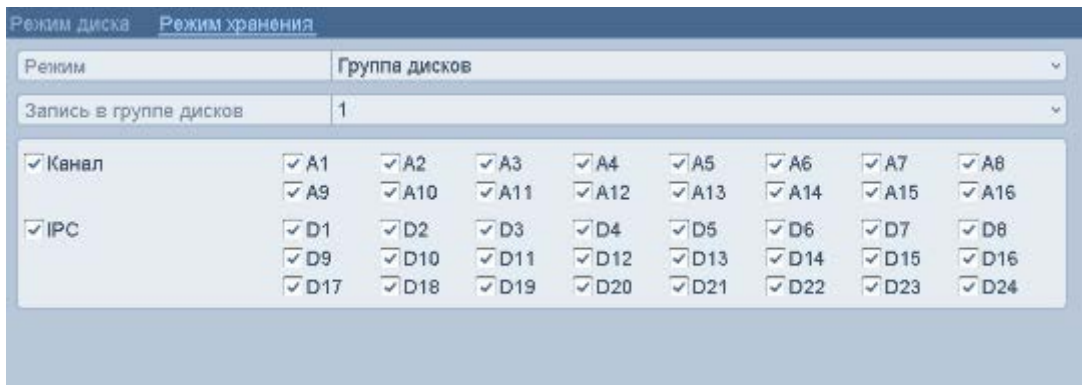 Режим диска Режим хранения
Режим Группа дисков
Запись в группе дисков 1
Канал A1 A2 A3 A4 A5 A6 A7 A8
A9 A10 A11 A12 A13 A14 A15 A16
IPC D1 D2 D3 D4 D5 D6 D7 D8
D9 D10 D11 D12 D13 D14 D15 D16
D17 D18 D19 D20 D21 D22 D23 D24